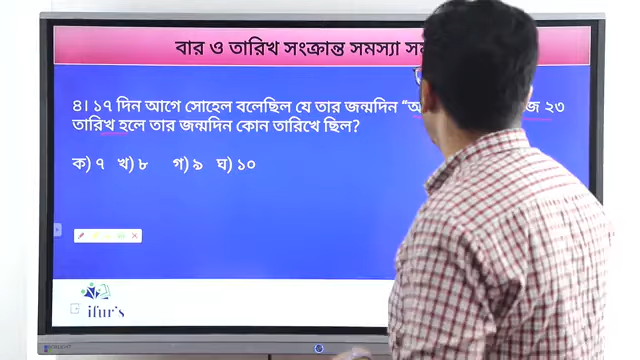 বার ও তারিখ সংক্রান্ত সমস্যা
৪। ১৭ দিন আগে সোহেল বলেছিল যে তার জন্মদিন “ ২৩
তারিখ হলে তার জন্মদিন কোন তারিখে ছিল?
ক) ৭ খ) ৮ গ) ৯ ঘ) ১০
ifur's